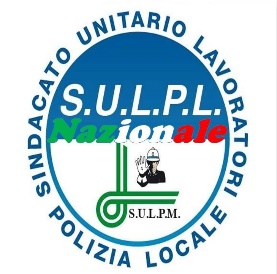 SINDACATO UNITARIO LAVORATORI
POLIZIA LOCALE
S.U.L.P.L.
Nazionale
S.U.L.P.M.